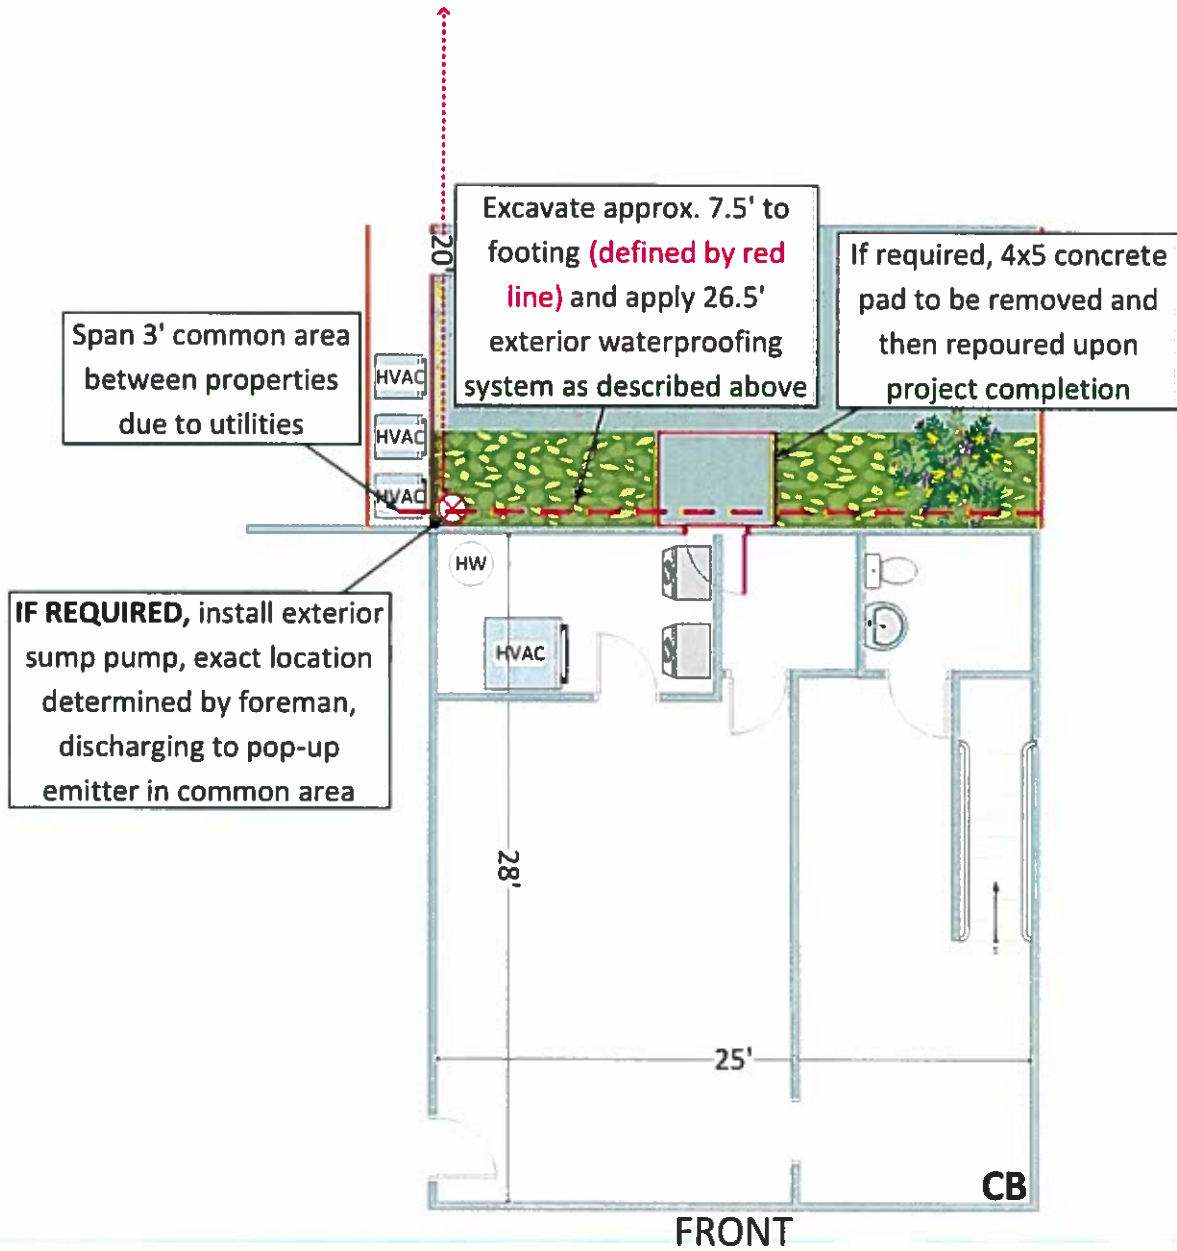 20'
Excavate approx. 7.5' to
footing (defined by red
line) and apply 26.5'
exterior waterproofing
system as described above
If required, 4x5 concrete
pad to be removed and
then repoured upon
project completion
Span 3' common area
between properties
due to utilities
HVAC
HVAC
HVAC
IF REQUIRED, install exterior
sump pump, exact location
determined by foreman,
discharging to pop-up
emitter in common area
HW
HVAC
28'
25'
CB
FRONT